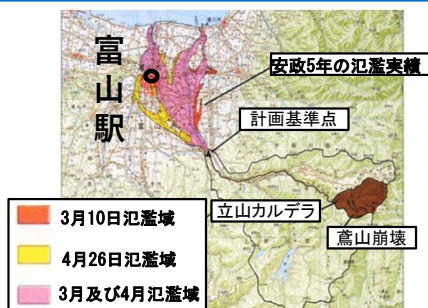 富山駅
安政5年の氾濫実績
計画基準点
立山カルデラ
鳶山崩壊
3月10日氾濫域
4月26日氾濫域
3月及び4月氾濫域